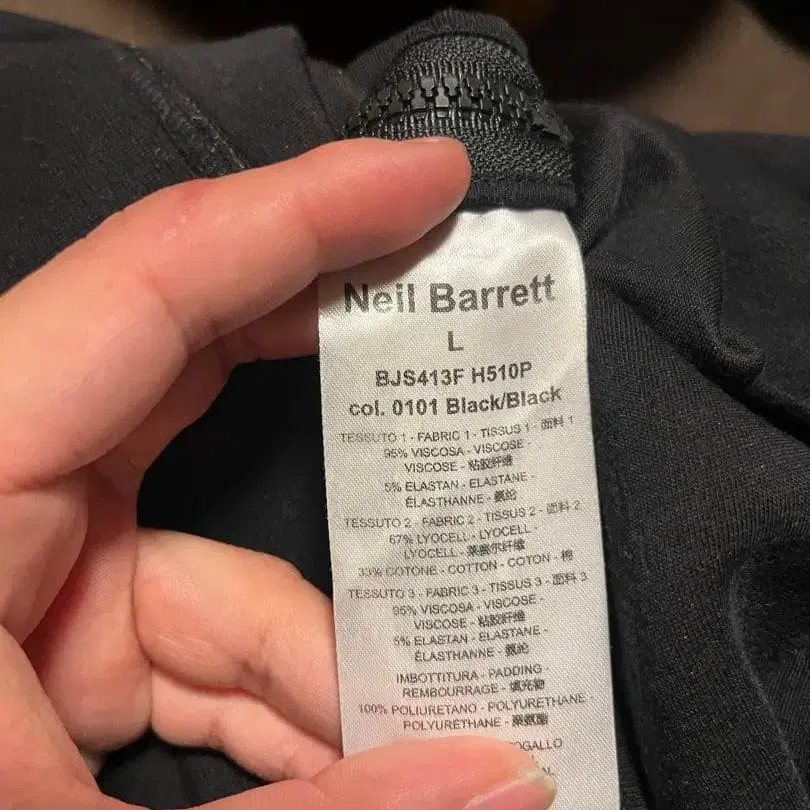 Neil Barrett
L
BJS413F H510P
col. 0101 Black/Black
TESSUTO 1 - FABRIC 1 - TISSUS 1 - 面料 1
95% VISCOSA - VISCOSE -
VISCOSE - 粘胶纤维
5% ELASTAN - ELASTANE -
ÉLASTHANNE - 氨纶
TESSUTO 2 - FABRIC 2 - TISSUS 2 - 面料 2
67% LYOCELL - LYOCELL -
LYOCELL - 莱赛尔纤维
33% COTONE - COTTON - COTON - 棉
TESSUTO 3 - FABRIC 3 - TISSUS 3 - 面料 3
95% VISCOSA - VISCOSE -
VISCOSE - 粘胶纤维
5% ELASTAN - ELASTANE -
ÉLASTHANNE - 氨纶
IMBOTTITURA - PADDING -
REMBOURRAGE - 填充物
100% POLIURETANO - POLYURETHANE -
POLYURÉTHANE - 聚氨酯